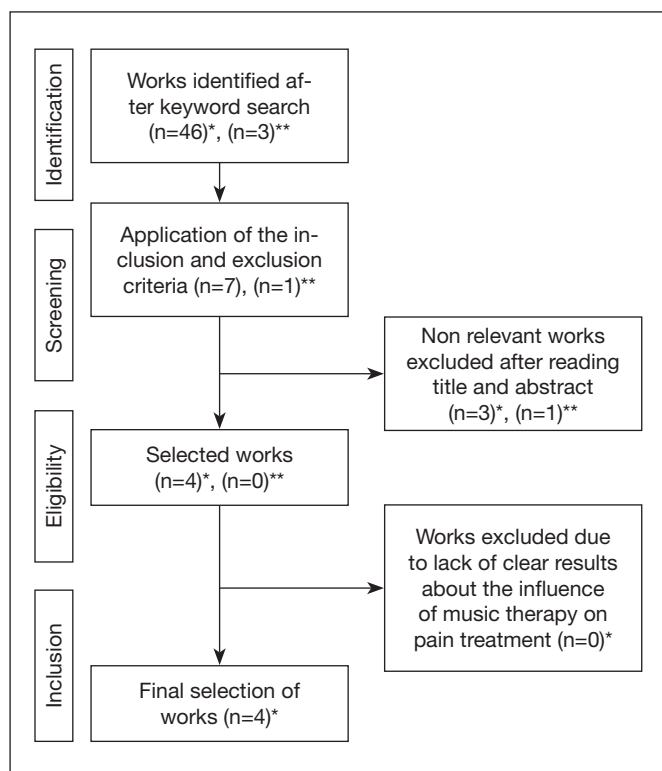 Identification
Works identified af-
ter keyword search
(n=46)*, (n=3)**
Screening
Application of the in-
clusion and exclusion
criteria (n=7), (n=1)**
Non relevant works
excluded after reading
title and abstract
(n=3)*, (n=1)**
Eligibility
Selected works
(n=4)*, (n=0)**
Works excluded due
to lack of clear results
about the influence
of music therapy on
pain treatment (n=0)*
Inclusion
Final selection of
works (n=4)*